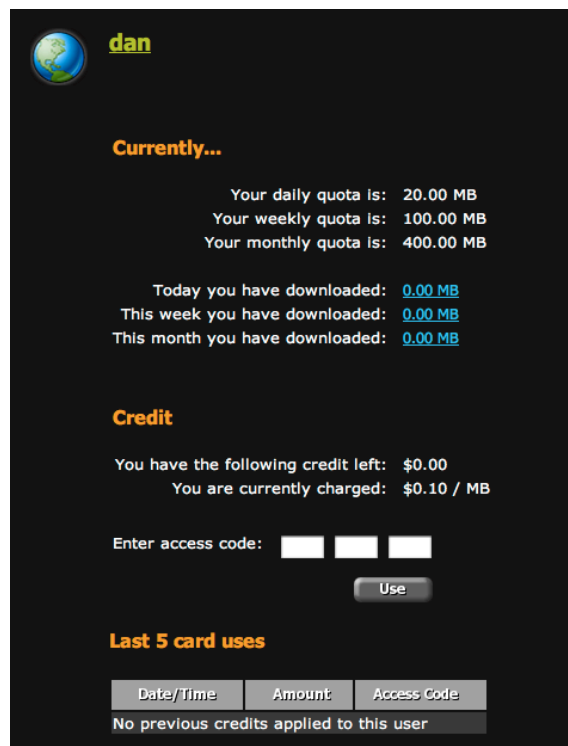 dan
Currently...
Your daily quota is: 20.00 MB
Your weekly quota is: 100.00 MB
Your monthly quota is: 400.00 MB
Today you have downloaded: 0.00 MB
This week you have downloaded: 0.00 MB
This month you have downloaded: 0.00 MB
Credit
You have the following credit left: $0.00
You are currently charged: $0.10 / MB
Enter access code:
Use
Last 5 card uses
Date/Time Amount Access Code
No previous credits applied to this user